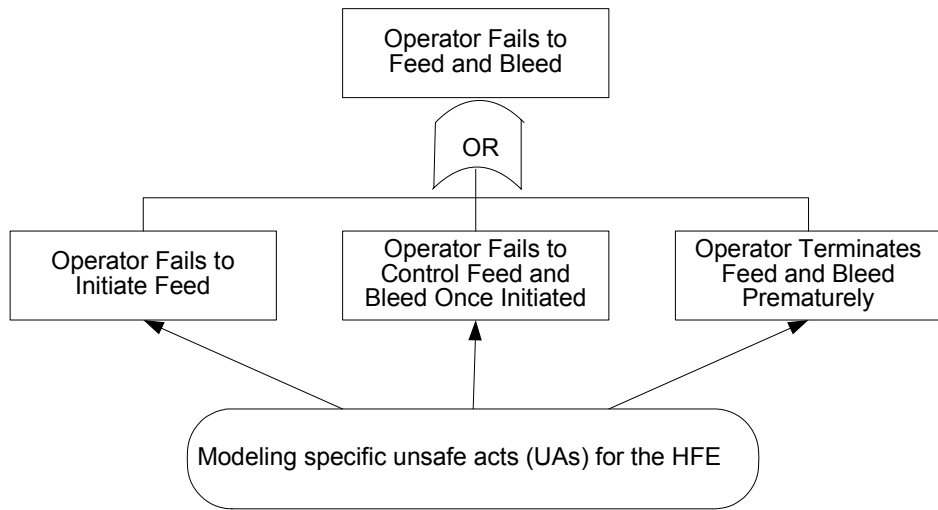 Operator Fails to
Feed and Bleed
OR
Operator Fails to
Initiate Feed
Operator Fails to
Control Feed and
Bleed Once Initiated
Operator Terminates
Feed and Bleed
Prematurely
Modeling specific unsafe acts (UAs) for the HFE